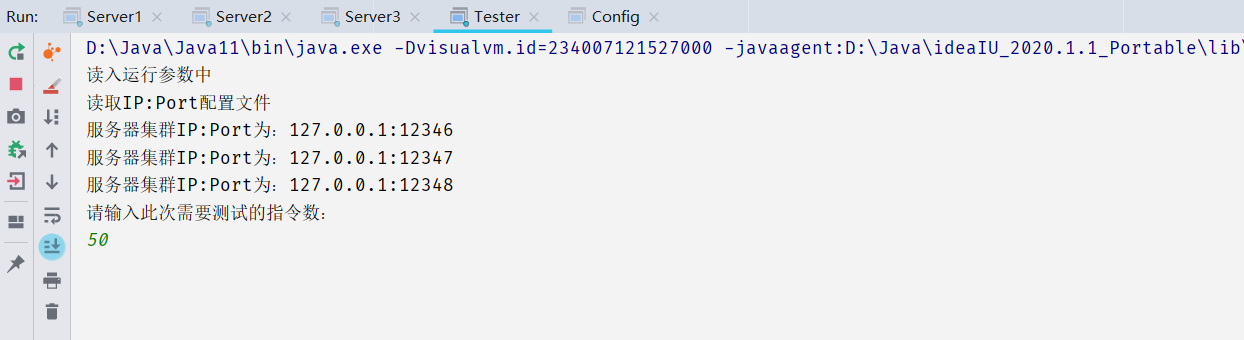 Run: Server1 × Server2 × Server3 × Tester × Config ×
D:\Java\Java11\bin\java.exe -Dvisualvm.id=234007121527000 -javaagent:D:\Java\ideaIU_2020.1.1_Portable\lib\
读入运行参数中
读取IP:Port配置文件
服务器集群IP:Port为：127.0.0.1:12346
服务器集群IP:Port为：127.0.0.1:12347
服务器集群IP:Port为：127.0.0.1:12348
请输入此次需要测试的指令数：
50